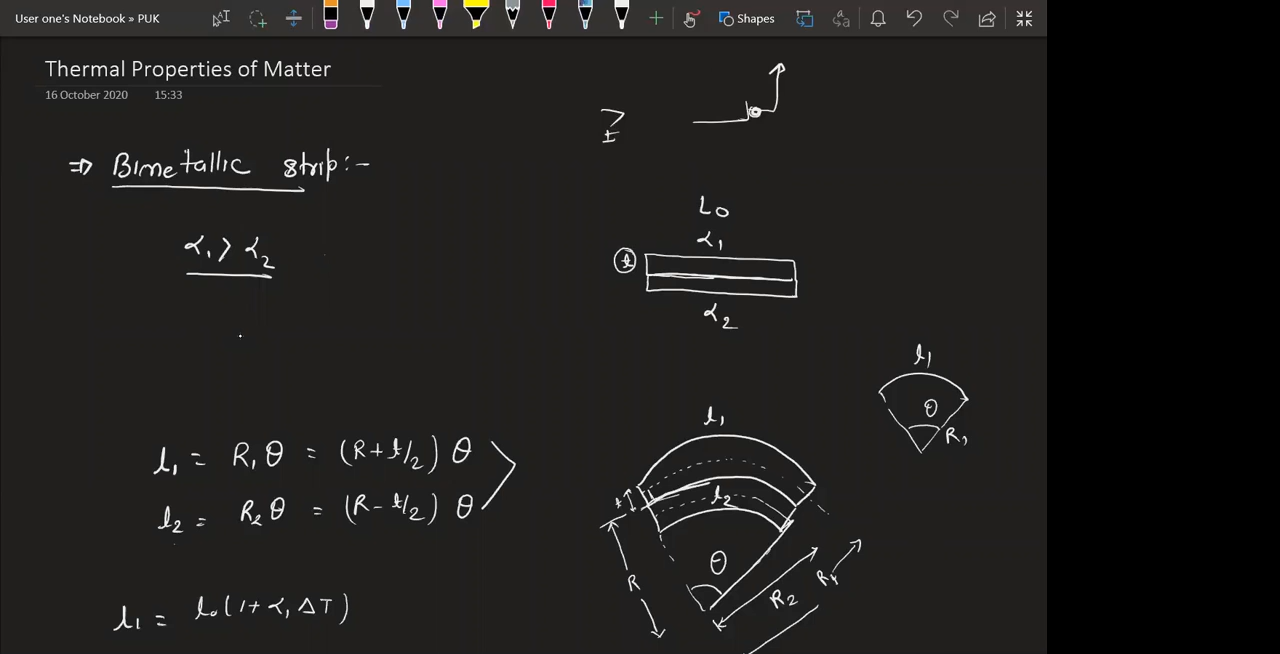 User one's Notebook » PUK
Shapes
Thermal Properties of Matter
16 October 2020 15:33
⇒ Bimetallic strip:-
α₁ > α₂
L₀
α₁
t
α₂
l₁
θ
R₁
l₁ = R₁θ = (R + t/2) θ
l₂ = R₂θ = (R - t/2) θ
l₁ = l₀(1 + α₁ ΔT)
l₁
l₂
t
θ
R
R₂